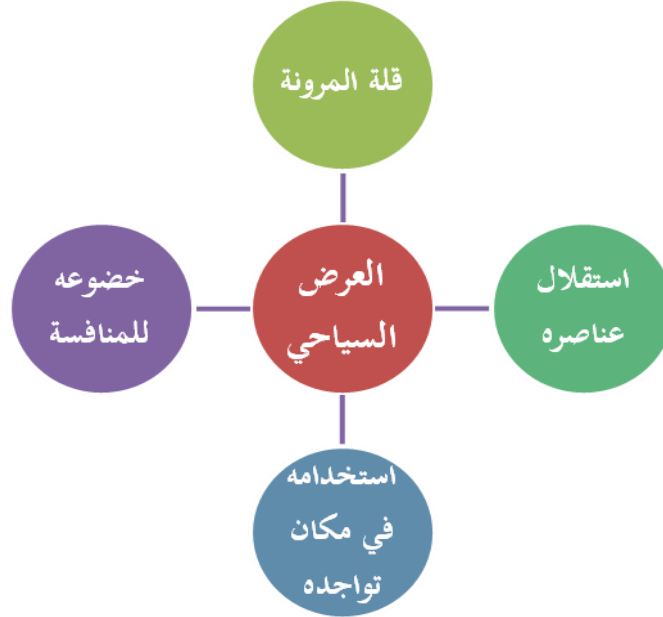 قلة المرونة
استقلال
عناصره
العرض
السياحي
خضوعه
للمنافسة
استخدامه
في مكان
تواجده